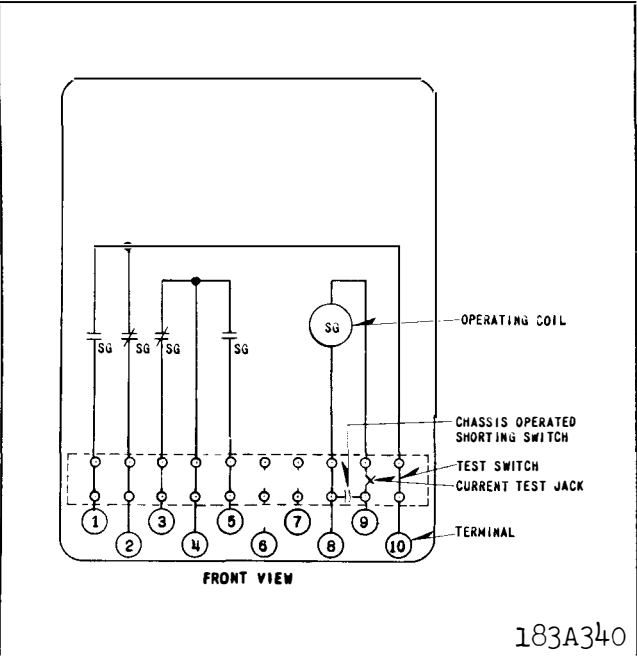 SG
SG SG SG SG
OPERATING COIL
CHASSIS OPERATED
SHORTING SWITCH
TEST SWITCH
CURRENT TEST JACK
1 3 5 7 9
2 4 6 8 10
TERMINAL
FRONT VIEW
183A340